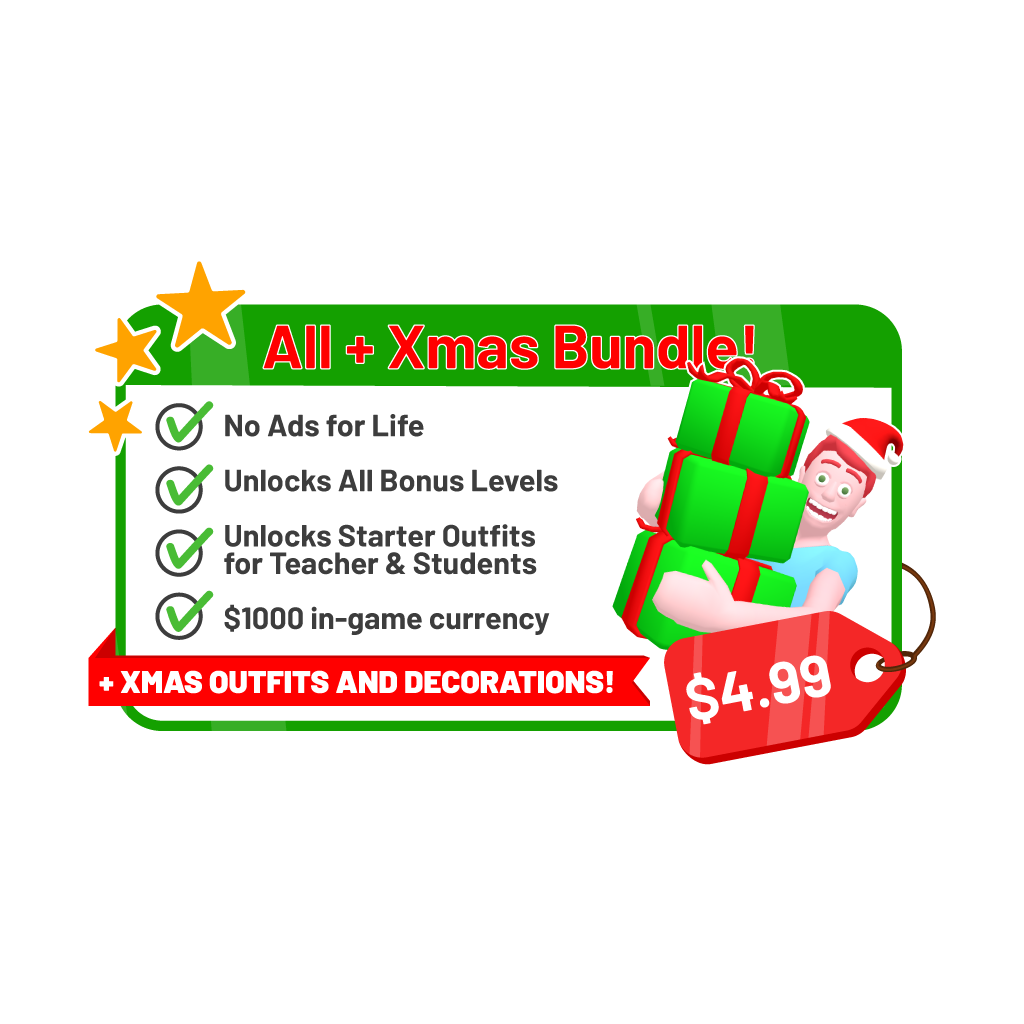 All + Xmas Bundle!
No Ads for Life
Unlocks All Bonus Levels
Unlocks Starter Outfits
for Teacher & Students
$1000 in-game currency
+ XMAS OUTFITS AND DECORATIONS!
$4.99